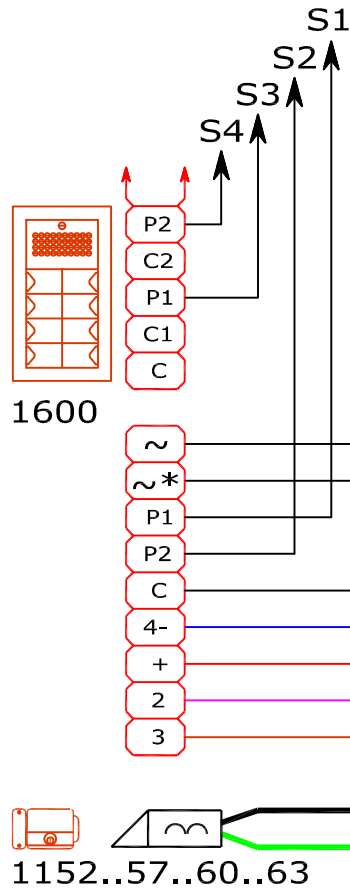 S1
S2
S3
S4
P2
C2
P1
C1
C
1600
~
~*
P1
P2
C
4-
+
2
3
1152..57..60..63